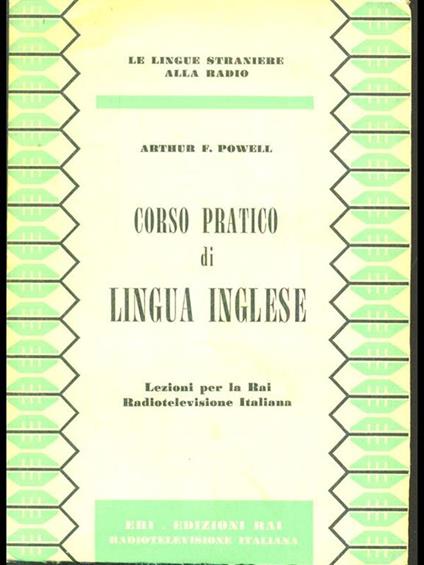 LE LINGUE STRANIERE
ALLA RADIO
ARTHUR F. POWELL
CORSO PRATICO
di
LINGUA INGLESE
Lezioni per la Rai
Radiotelevisione Italiana
ERI . EDIZIONI RAI
RADIOTELEVISIONE ITALIANA